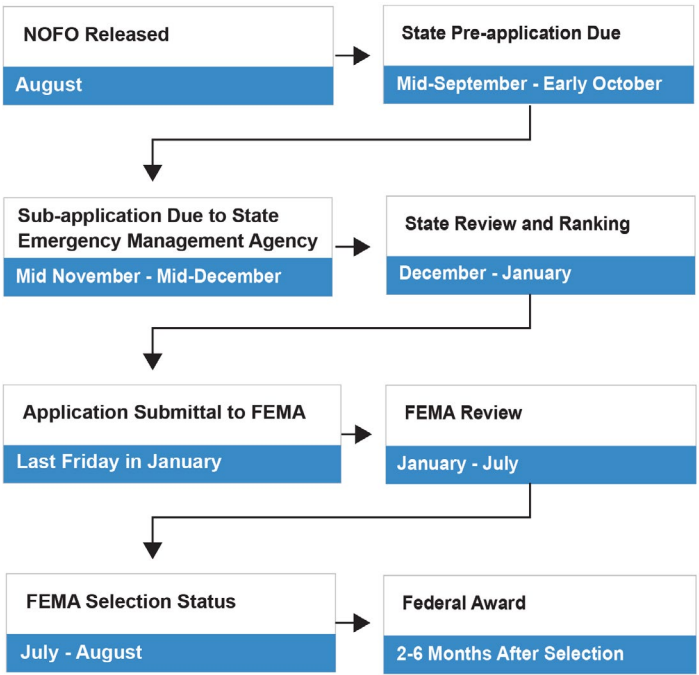 NOFO Released
August
State Pre-application Due
Mid-September - Early October
Sub-application Due to State
Emergency Management Agency
Mid November - Mid-December
State Review and Ranking
December - January
Application Submittal to FEMA
Last Friday in January
FEMA Review
January - July
FEMA Selection Status
July - August
Federal Award
2-6 Months After Selection